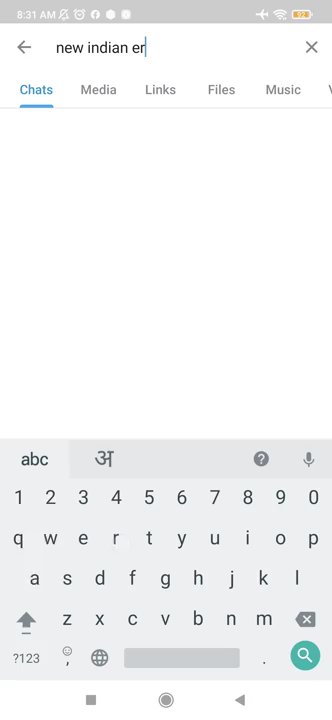 8:31 AM
92
new indian er
Chats Media Links Files Music
abc अ
1 2 3 4 5 6 7 8 9 0
q w e r t y u i o p
a s d f g h j k l
z x c v b n m
?123 , .